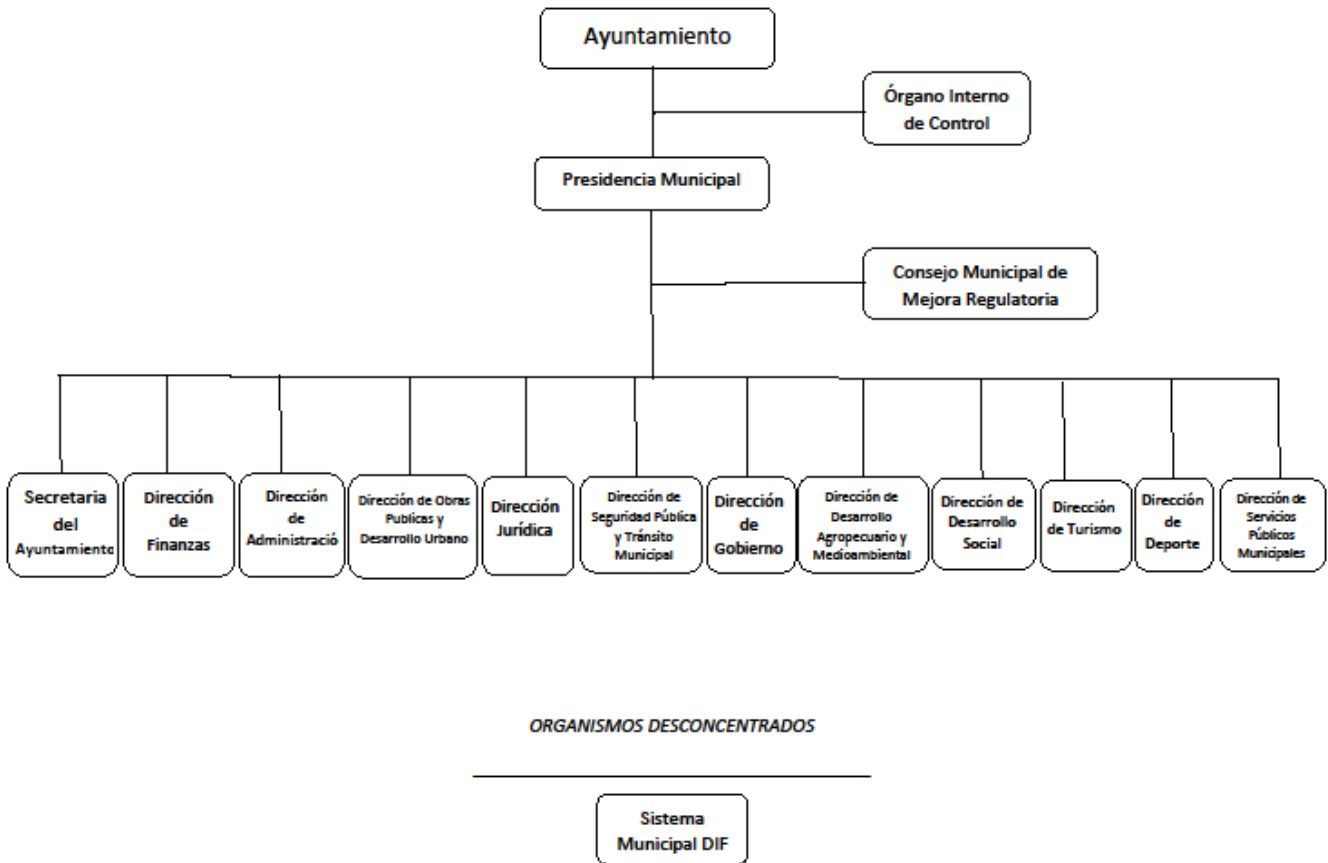 Ayuntamiento
Órgano Interno
de Control
Presidencia Municipal
Consejo Municipal de
Mejora Regulatoria
Secretaria
del
Ayuntamiento
Dirección
de
Finanzas
Dirección
de
Administració
Dirección de Obras
Publicas y
Desarrollo Urbano
Dirección
Jurídica
Dirección de
Seguridad Pública
y Tránsito
Municipal
Dirección
de
Gobierno
Dirección de
Desarrollo
Agropecuario y
Medioambiental
Dirección de
Desarrollo
Social
Dirección
de Turismo
Dirección
de
Deporte
Dirección de
Servicios
Públicos
Municipales
ORGANISMOS DESCONCENTRADOS
Sistema
Municipal DIF